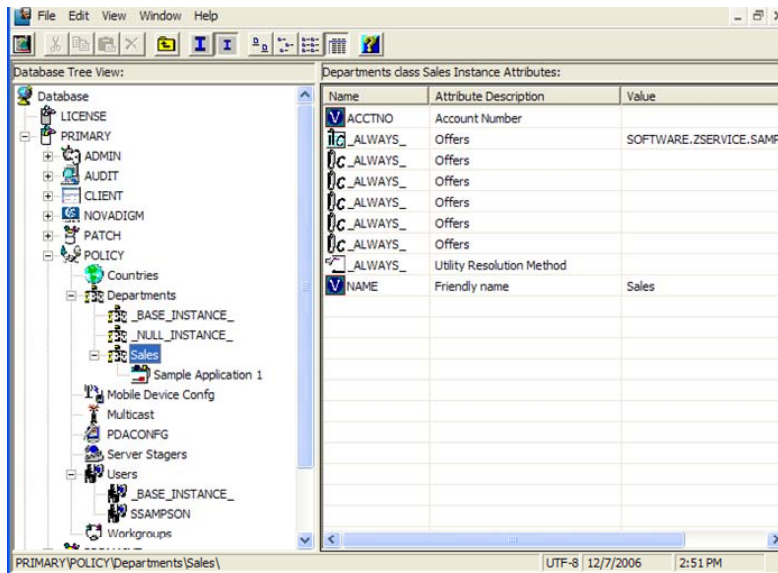 File Edit View Window Help
Database Tree View:
Departments class Sales Instance Attributes:
Database
LICENSE
PRIMARY
ADMIN
AUDIT
CLIENT
NOVADIGM
PATCH
POLICY
Countries
Departments
_BASE_INSTANCE_
_NULL_INSTANCE_
Sales
Sample Application 1
Mobile Device Confg
Multicast
PDACONFG
Server Stagers
Users
_BASE_INSTANCE_
SSAMPSON
Workgroups
Name Attribute Description Value
V ACCTNO Account Number
_ALWAYS_ Offers SOFTWARE.ZSERVICE.SAMP
_ALWAYS_ Offers
_ALWAYS_ Offers
_ALWAYS_ Offers
_ALWAYS_ Offers
_ALWAYS_ Offers
_ALWAYS_ Utility Resolution Method
V NAME Friendly name Sales
PRIMARY\POLICY\Departments\Sales\ UTF-8 12/7/2006 2:51 PM